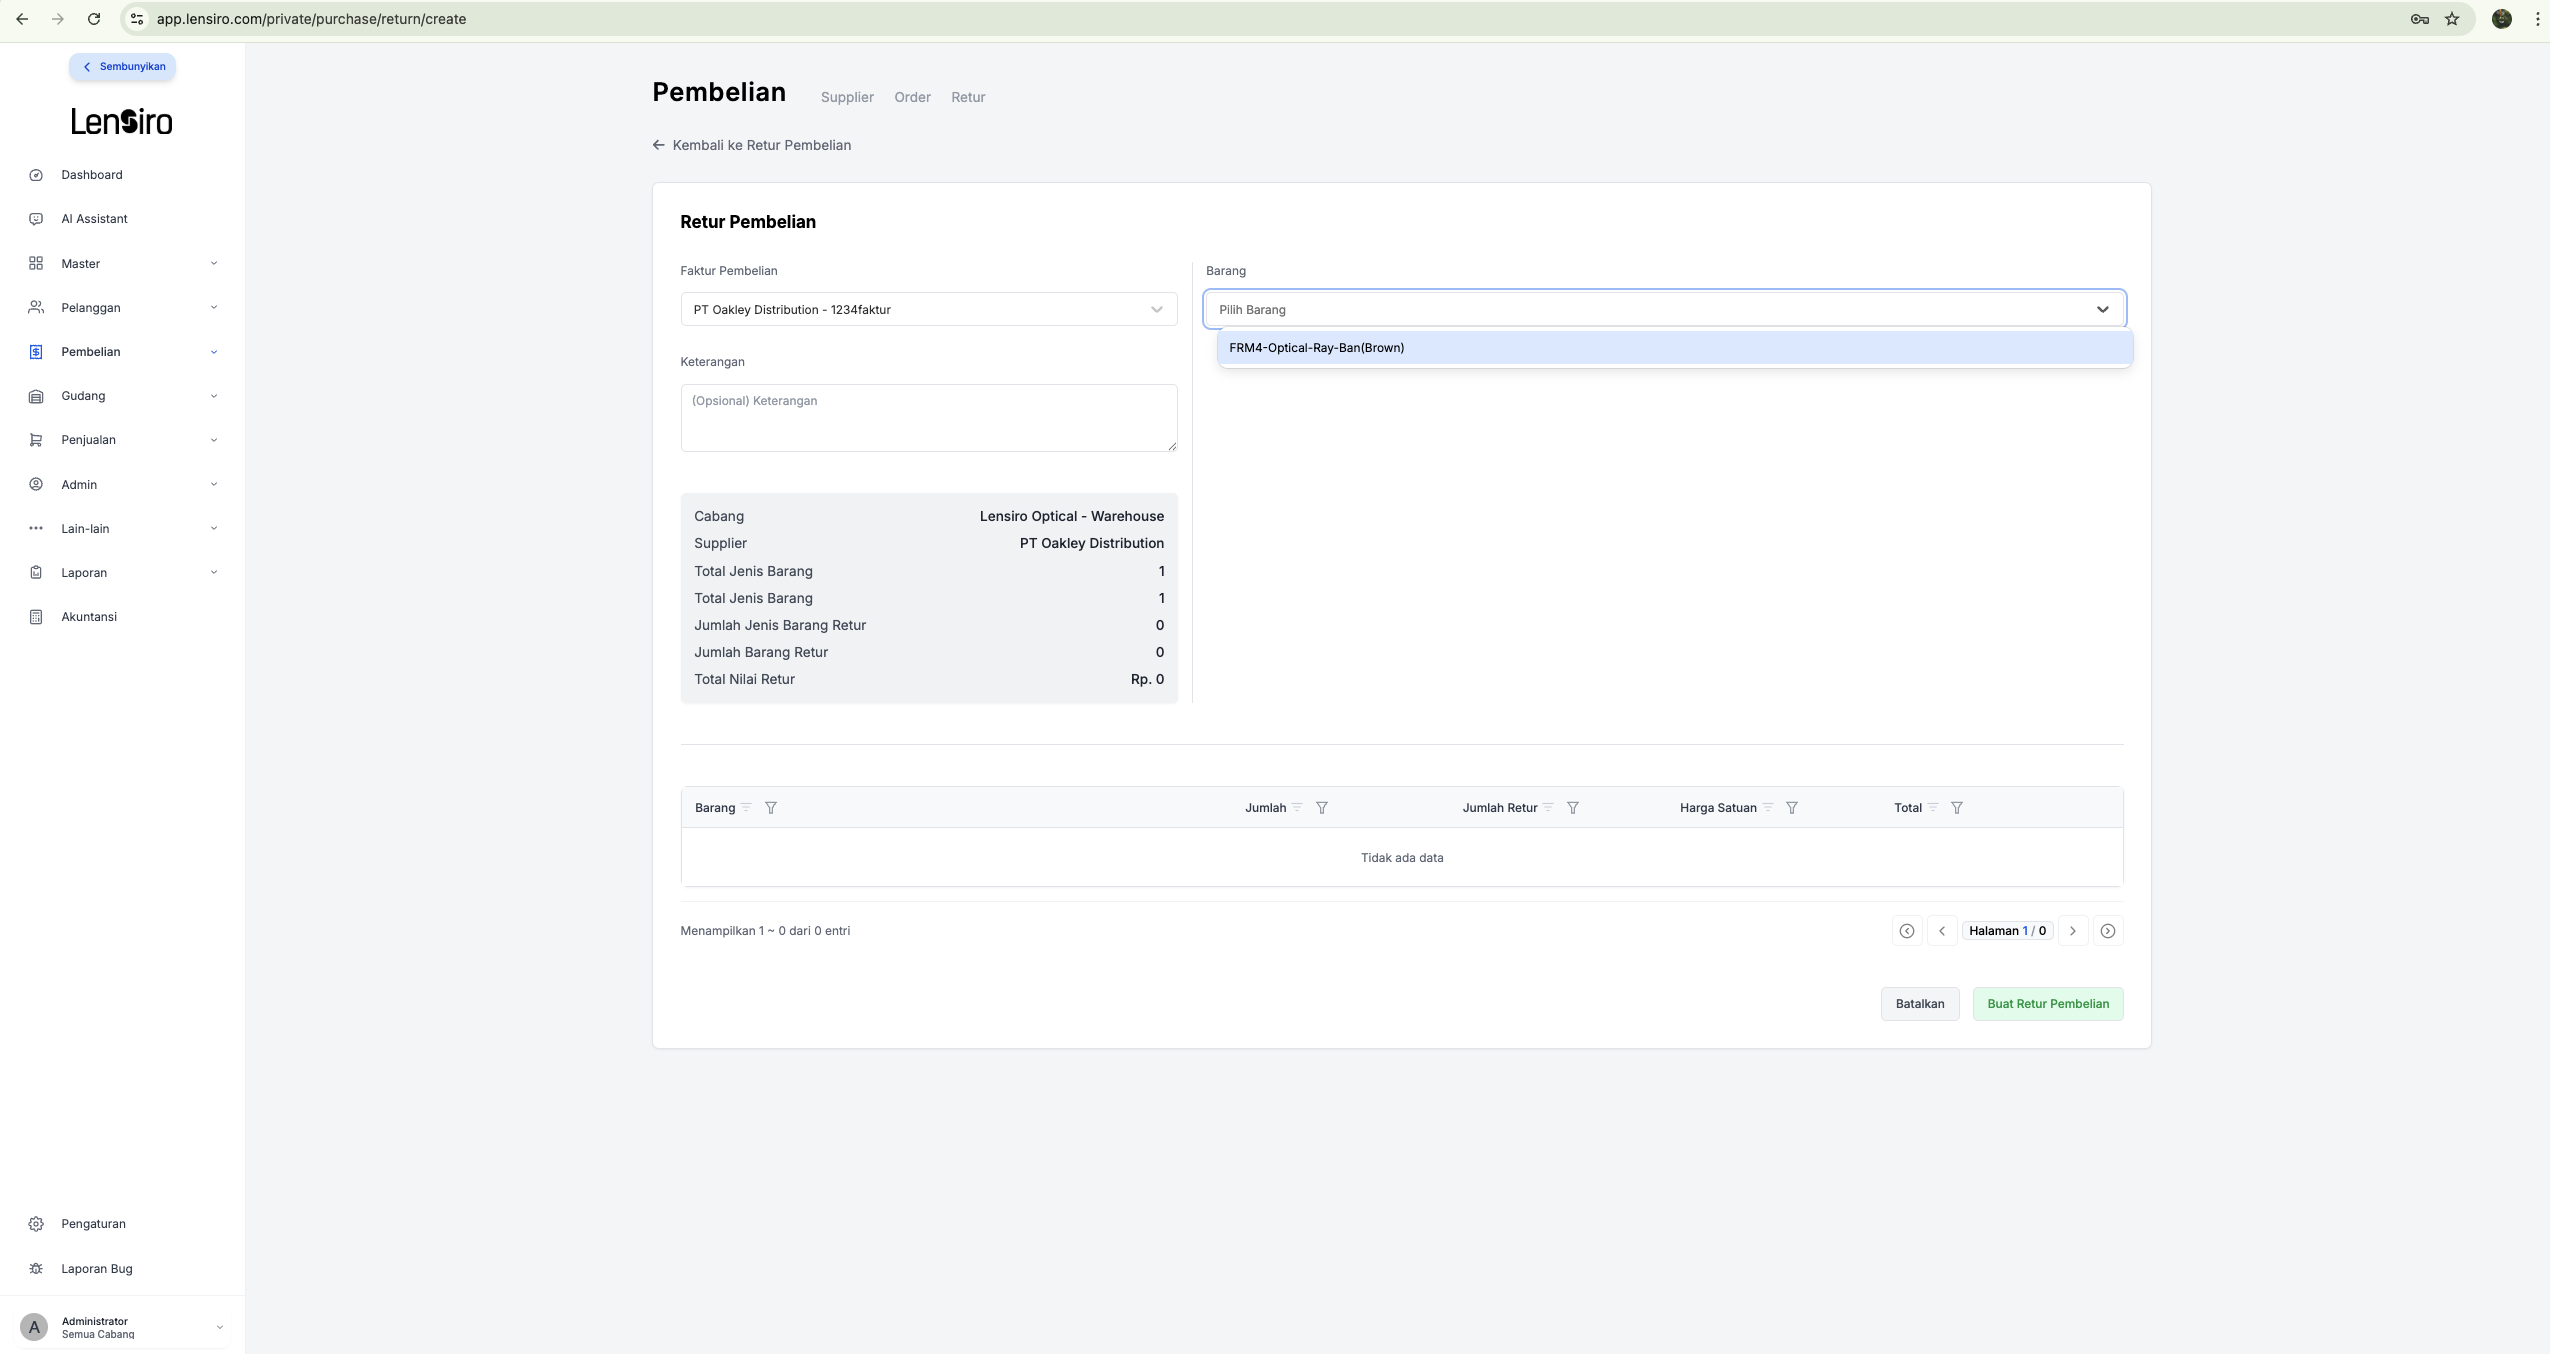 app.lensiro.com/private/purchase/return/create
Sembunyikan
Lensiro
Dashboard
AI Assistant
Master
Pelanggan
Pembelian
Gudang
Penjualan
Admin
Lain-lain
Laporan
Akuntansi
Pengaturan
Laporan Bug
A
Administrator
Semua Cabang
Pembelian
Supplier
Order
Retur
Kembali ke Retur Pembelian
Retur Pembelian
Faktur Pembelian
PT Oakley Distribution - 1234faktur
Keterangan
(Opsional) Keterangan
Cabang Lensiro Optical - Warehouse
Supplier PT Oakley Distribution
Total Jenis Barang 1
Total Jenis Barang 1
Jumlah Jenis Barang Retur 0
Jumlah Barang Retur 0
Total Nilai Retur Rp. 0
Barang
Pilih Barang
FRM4-Optical-Ray-Ban(Brown)
Barang Jumlah Jumlah Retur Harga Satuan Total
Tidak ada data
Menampilkan 1 ~ 0 dari 0 entri
Halaman 1 / 0
Batalkan
Buat Retur Pembelian